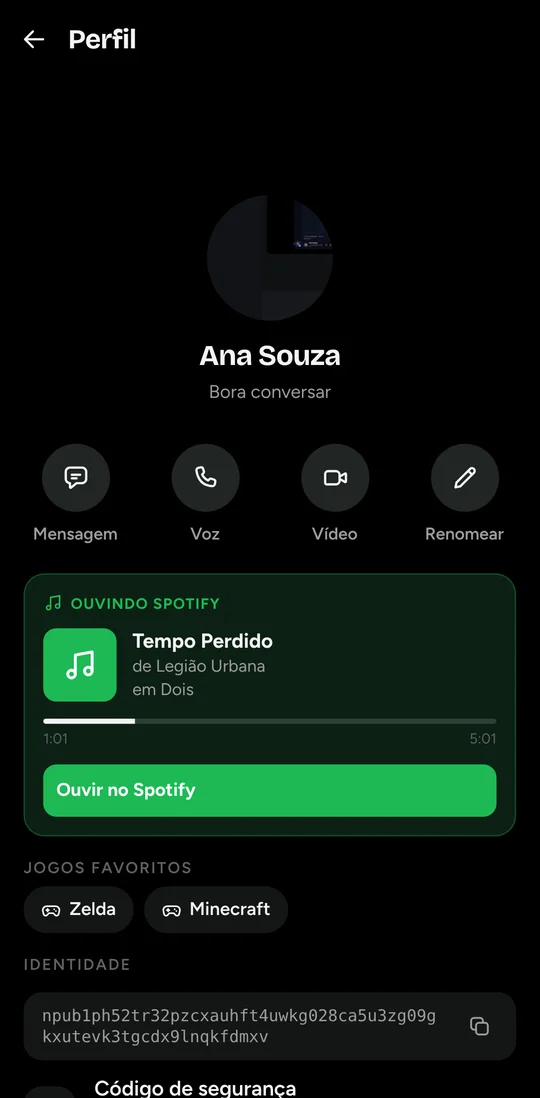 Perfil
Ana Souza
Bora conversar
Mensagem
Voz
Vídeo
Renomear
OUVINDO SPOTIFY
Tempo Perdido
de Legião Urbana
em Dois
1:01
5:01
Ouvir no Spotify
JOGOS FAVORITOS
Zelda
Minecraft
IDENTIDADE
npub1ph52tr32pzcxauhft4uwkg028ca5u3zg09g
kxutevk3tgcdx9lnqkfdmxv
Código de segurança